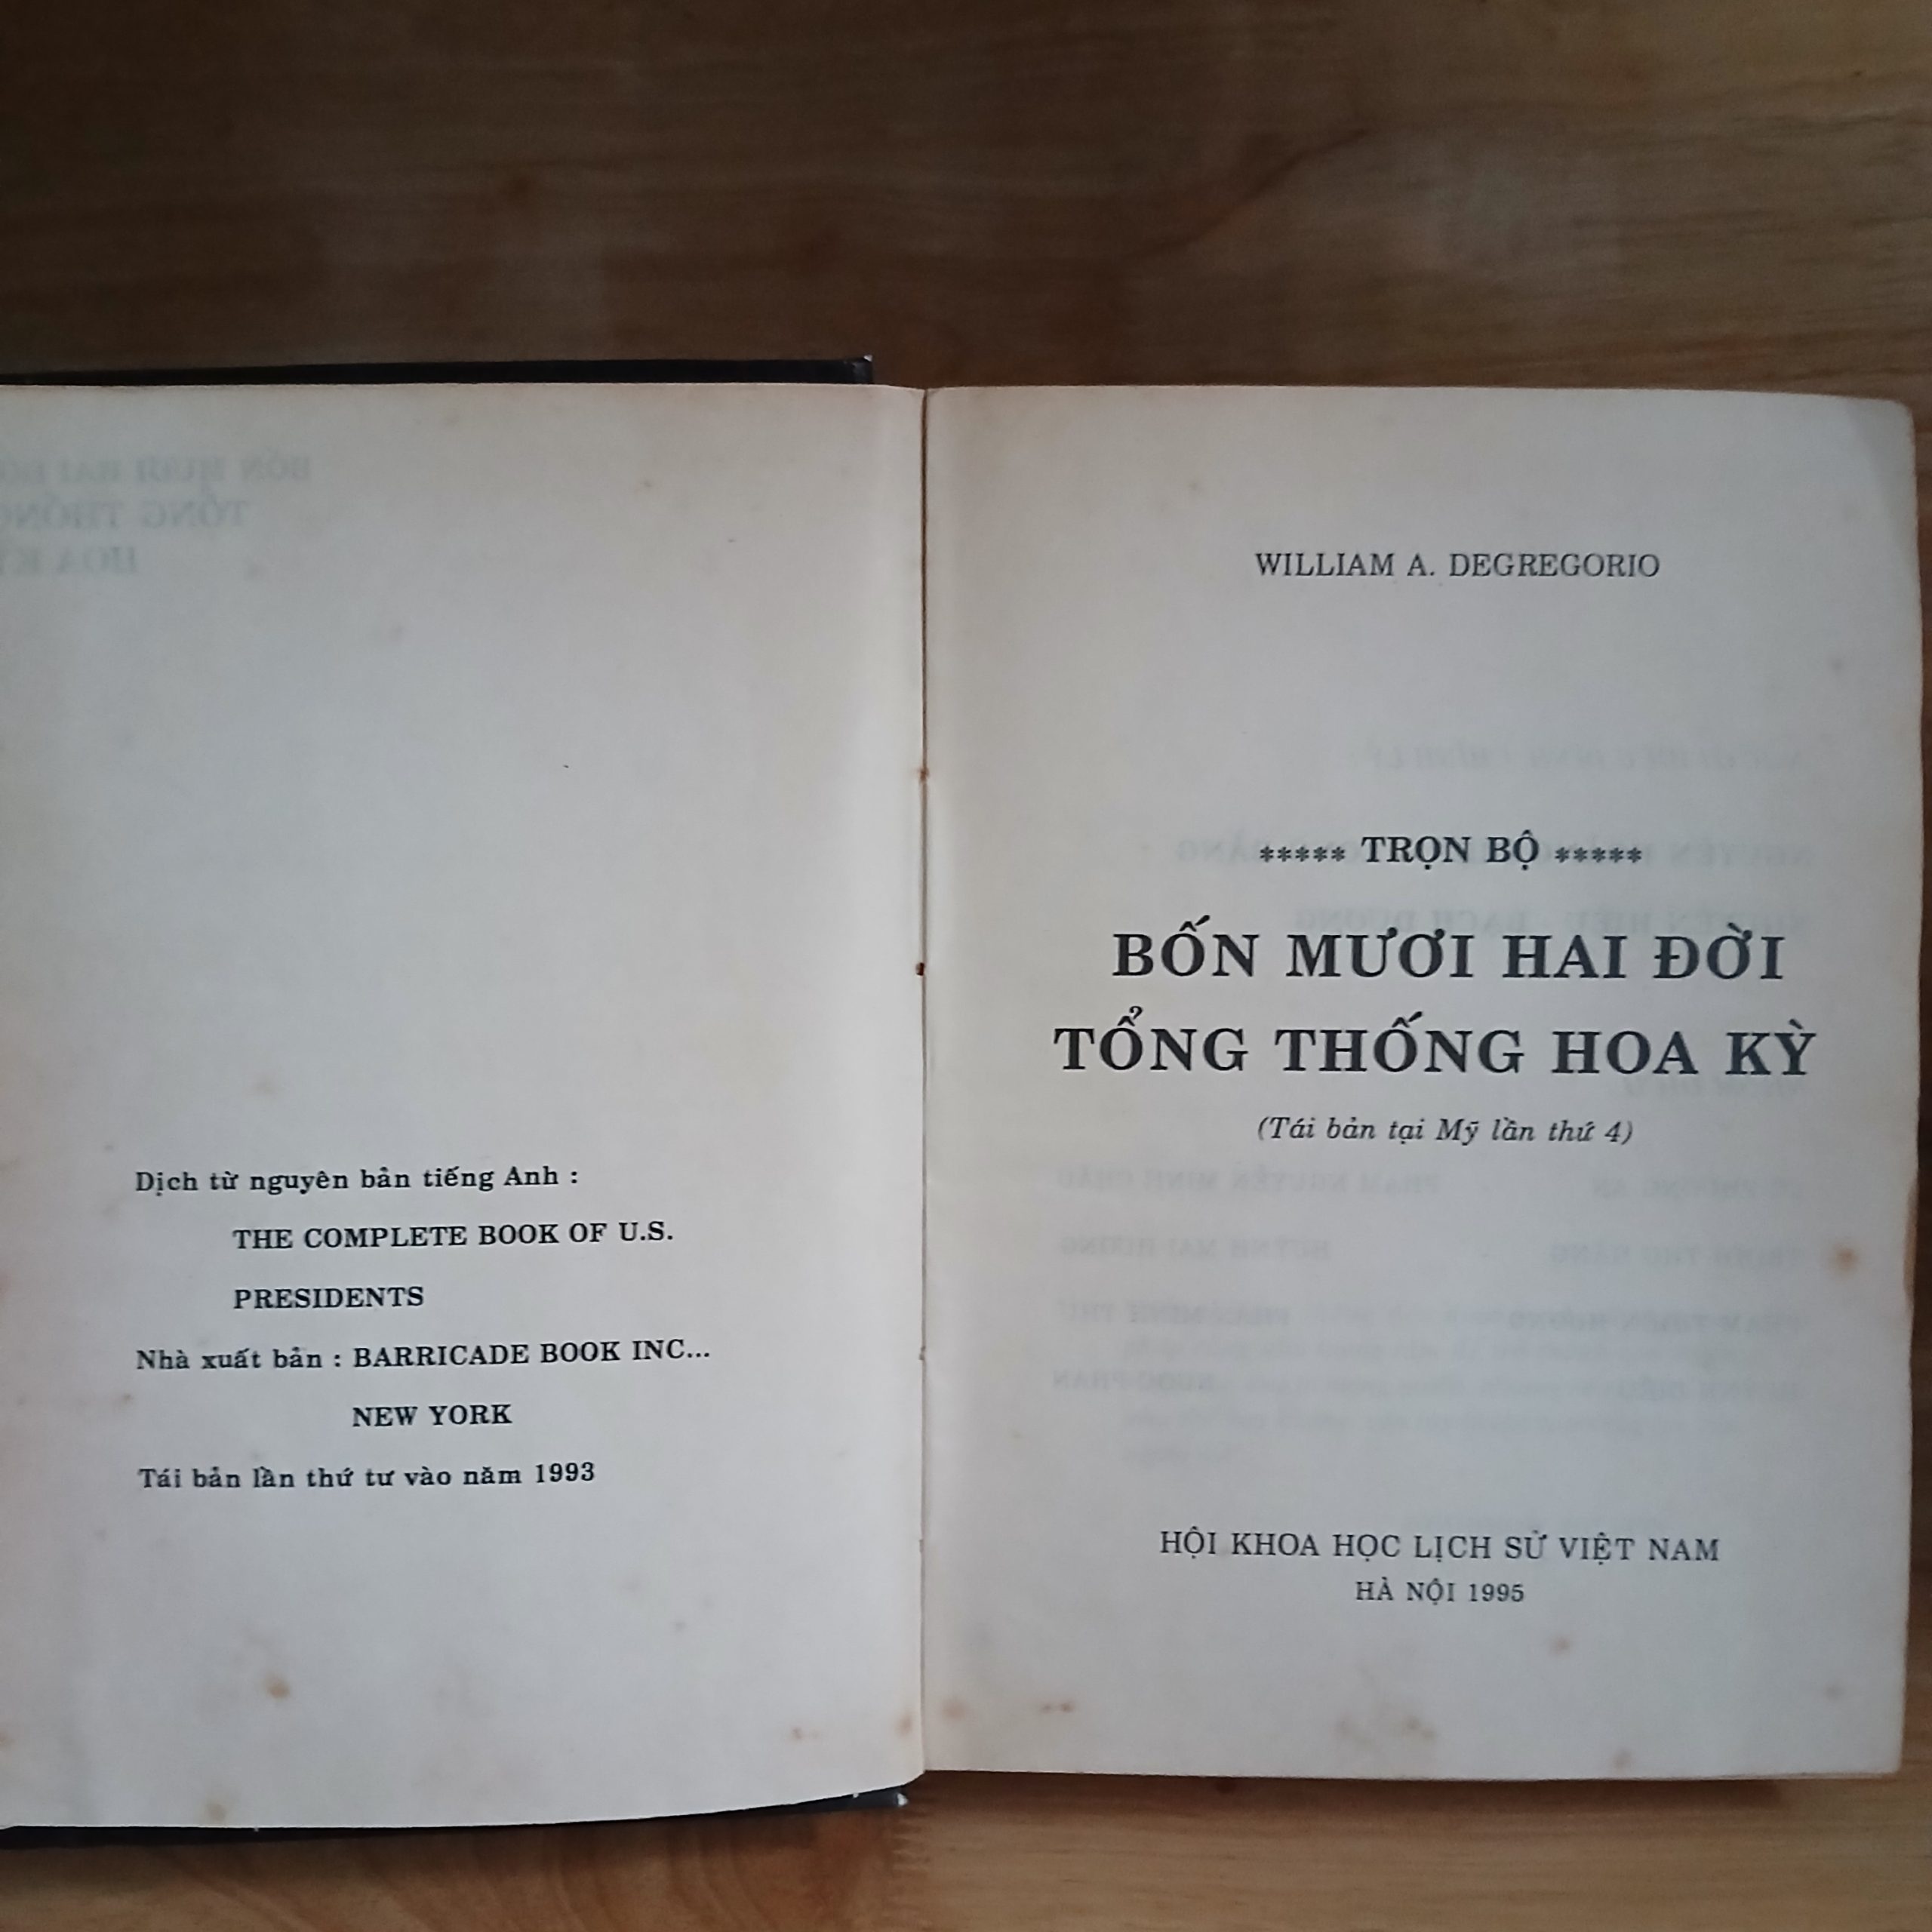 Dịch từ nguyên bản tiếng Anh :
THE COMPLETE BOOK OF U.S.
PRESIDENTS
Nhà xuất bản : BARRICADE BOOK INC...
NEW YORK
Tái bản lần thứ tư vào năm 1993
WILLIAM A. DEGREGORIO
***** TRỌN BỘ *****
BỐN MƯƠI HAI ĐỜI
TỔNG THỐNG HOA KỲ
(Tái bản tại Mỹ lần thứ 4)
HỘI KHOA HỌC LỊCH SỬ VIỆT NAM
HÀ NỘI 1995